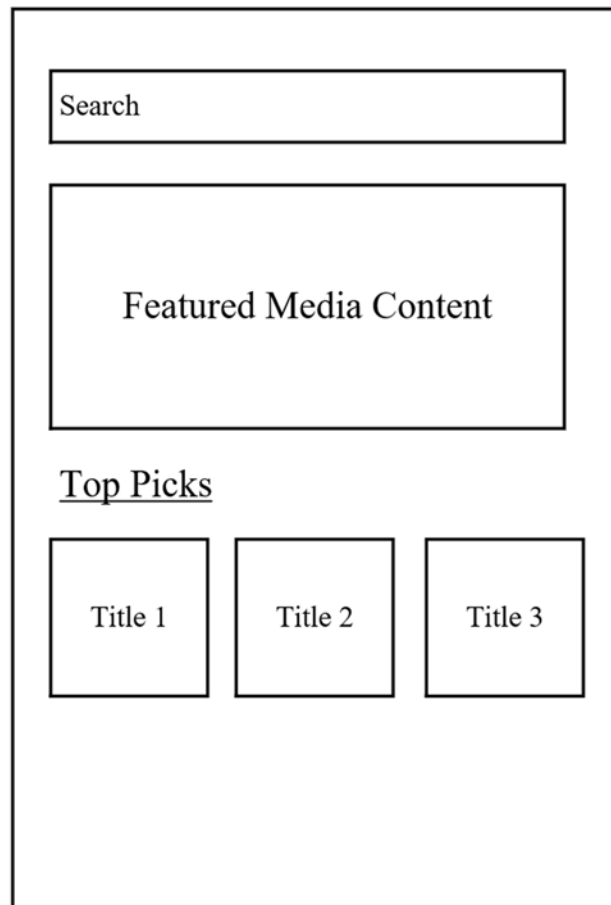 Search
Featured Media Content
Top Picks
Title 1
Title 2
Title 3